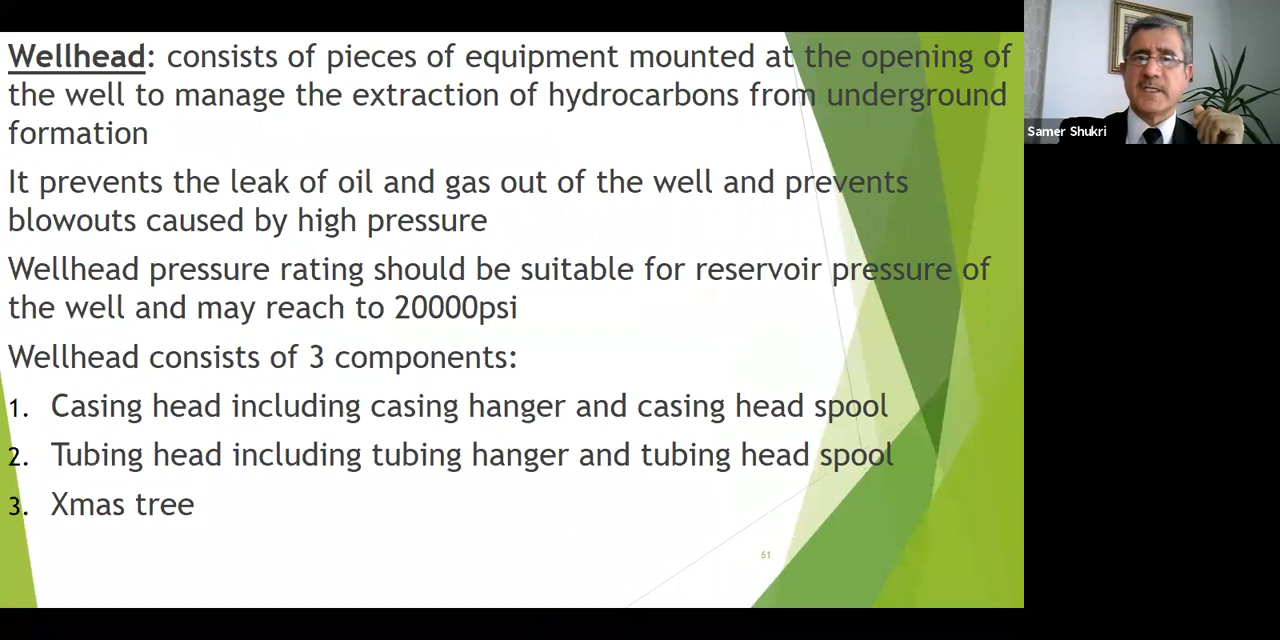 Wellhead: consists of pieces of equipment mounted at the opening of
the well to manage the extraction of hydrocarbons from underground
formation
It prevents the leak of oil and gas out of the well and prevents
blowouts caused by high pressure
Wellhead pressure rating should be suitable for reservoir pressure of
the well and may reach to 20000psi
Wellhead consists of 3 components:
1. Casing head including casing hanger and casing head spool
2. Tubing head including tubing hanger and tubing head spool
3. Xmas tree
61
Samer Shukri